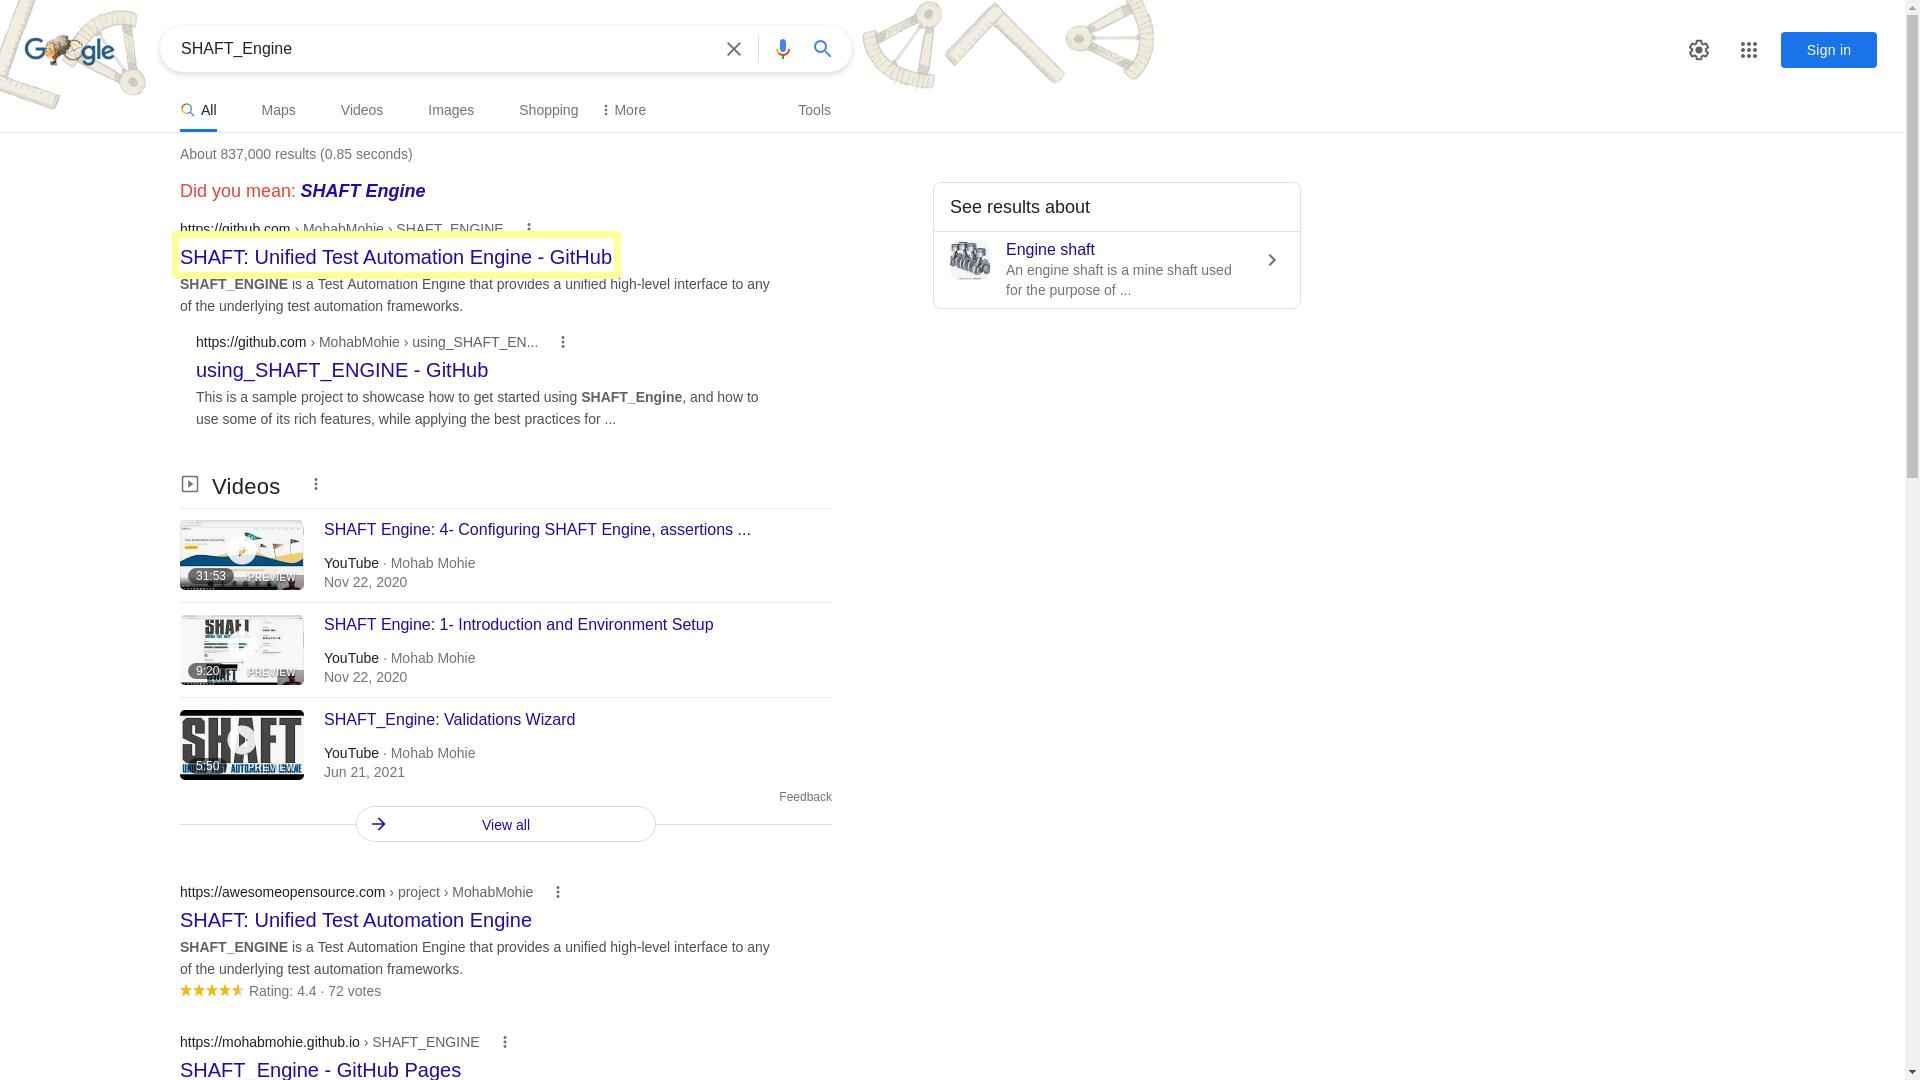 Google
SHAFT_Engine
Sign in
All
Maps
Videos
Images
Shopping
More
Tools
About 837,000 results (0.85 seconds)
Did you mean: SHAFT Engine
https://github.com › MohabMohie › SHAFT_ENGINE
SHAFT: Unified Test Automation Engine - GitHub
SHAFT_ENGINE is a Test Automation Engine that provides a unified high-level interface to any
of the underlying test automation frameworks.
https://github.com › MohabMohie › using_SHAFT_EN...
using_SHAFT_ENGINE - GitHub
This is a sample project to showcase how to get started using SHAFT_Engine, and how to
use some of its rich features, while applying the best practices for ...
See results about
Engine shaft
An engine shaft is a mine shaft used
for the purpose of ...
Videos
SHAFT Engine: 4- Configuring SHAFT Engine, assertions ...
31:53
PREVIEW
YouTube · Mohab Mohie
Nov 22, 2020
SHAFT
SHAFT Engine: 1- Introduction and Environment Setup
9:20
PREVIEW
SHAFT
YouTube · Mohab Mohie
Nov 22, 2020
SHAFT
SHAFT_Engine: Validations Wizard
5:50
PREVIEW
UNIFIED TEST AUTOMATION ENGINE
YouTube · Mohab Mohie
Jun 21, 2021
Feedback
View all
https://awesomeopensource.com › project › MohabMohie
SHAFT: Unified Test Automation Engine
SHAFT_ENGINE is a Test Automation Engine that provides a unified high-level interface to any
of the underlying test automation frameworks.
Rating: 4.4 · 72 votes
https://mohabmohie.github.io › SHAFT_ENGINE
SHAFT_Engine - GitHub Pages